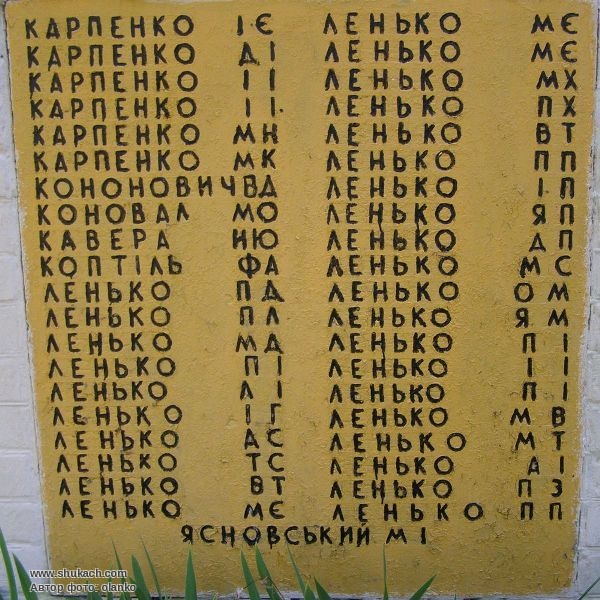 КАРПЕНКО ІЄ ЛЕНЬКО МЄ
КАРПЕНКО ДІ ЛЕНЬКО МЄ
КАРПЕНКО ІІ ЛЕНЬКО МХ
КАРПЕНКО ІІ. ЛЕНЬКО ПХ
КАРПЕНКО МН ЛЕНЬКО ВТ
КАРПЕНКО МК ЛЕНЬКО ПП
КОНОНОВИЧ ВД ЛЕНЬКО ІП
КОНОВАЛ МО ЛЕНЬКО ЯП
КАВЕРА ИЮ ЛЕНЬКО ДП
КОПТІЛЬ ФА ЛЕНЬКО МС
ЛЕНЬКО ПД ЛЕНЬКО ОМ
ЛЕНЬКО ПЛ ЛЕНЬКО ЯМ
ЛЕНЬКО МД ЛЕНЬКО ПІ
ЛЕНЬКО ПІ ЛЕНЬКО ІІ
ЛЕНЬКО ЛІ ЛЕНЬКО ПІ
ЛЕНЬКО ІГ ЛЕНЬКО МВ
ЛЕНЬКО ДС ЛЕНЬКО МТ
ЛЕНЬКО ТС ЛЕНЬКО АІ
ЛЕНЬКО ВТ ЛЕНЬКО ПЗ
ЛЕНЬКО МЄ ЛЕНЬКО ПП
ЯСНОВСЬКИЙ МІ
www.shukach.com
Автор фото: olanko